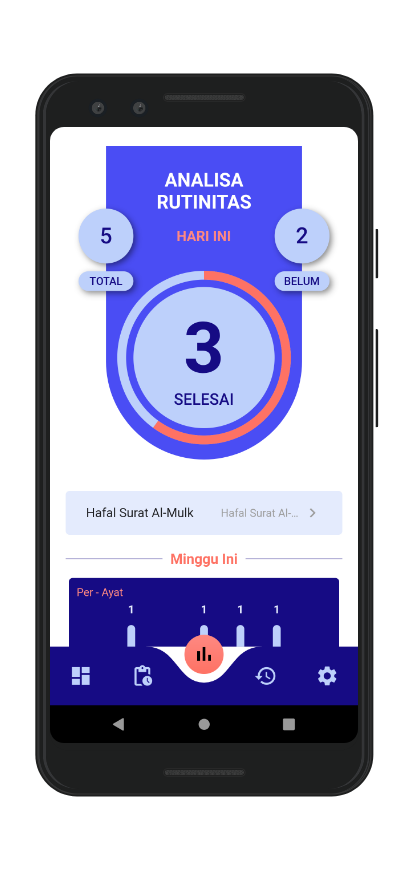 ANALISA
RUTINITAS
HARI INI
5
TOTAL
2
BELUM
3
SELESAI
Hafal Surat Al-Mulk
Hafal Surat Al-...
Minggu Ini
Per - Ayat
1 1 1 1